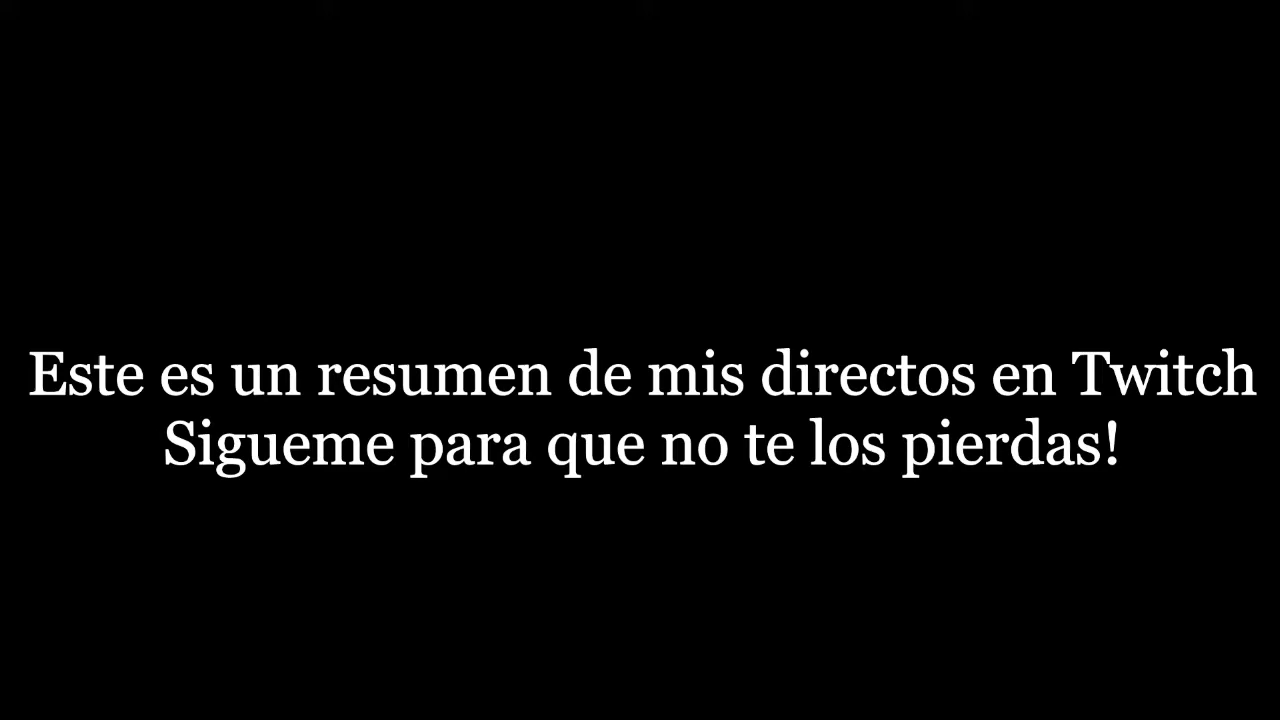 Este es un resumen de mis directos en Twitch
Sigueme para que no te los pierdas!